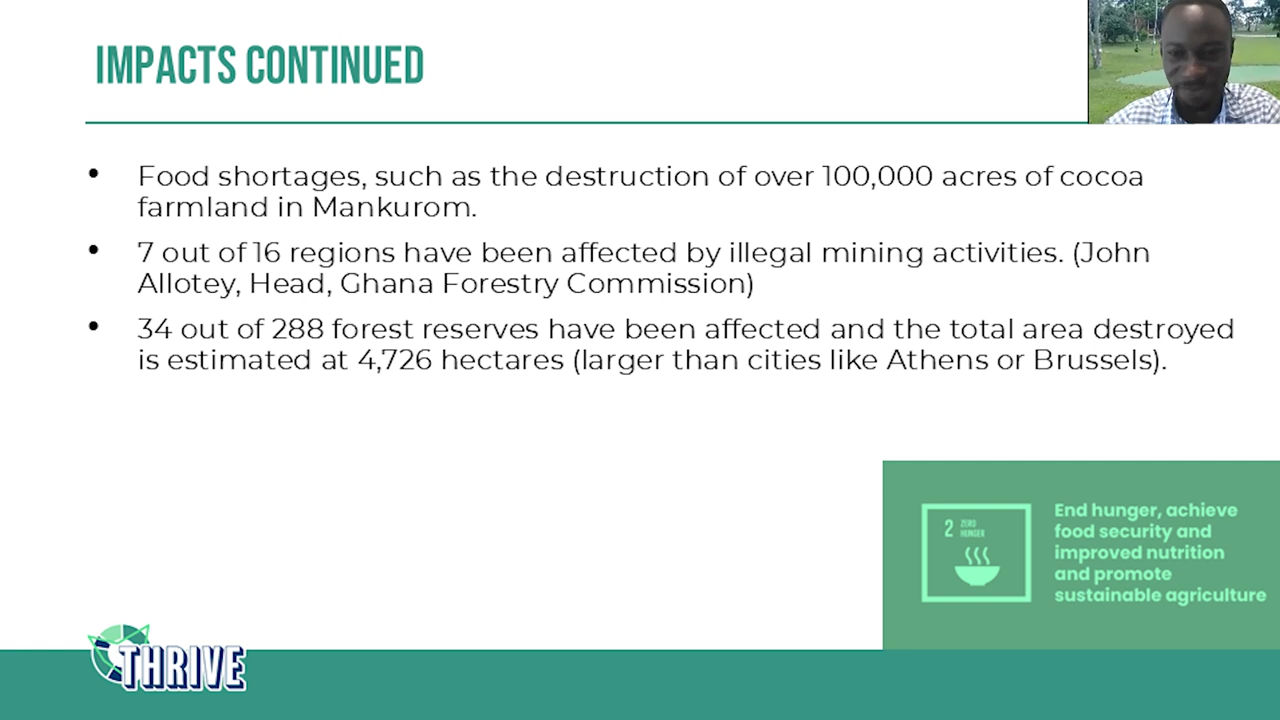 IMPACTS CONTINUED
• Food shortages, such as the destruction of over 100,000 acres of cocoa
farmland in Mankurom.
• 7 out of 16 regions have been affected by illegal mining activities. (John
Allotey, Head, Ghana Forestry Commission)
• 34 out of 288 forest reserves have been affected and the total area destroyed
is estimated at 4,726 hectares (larger than cities like Athens or Brussels).
2 ZERO
HUNGER
End hunger, achieve
food security and
improved nutrition
and promote
sustainable agriculture
THRIVE